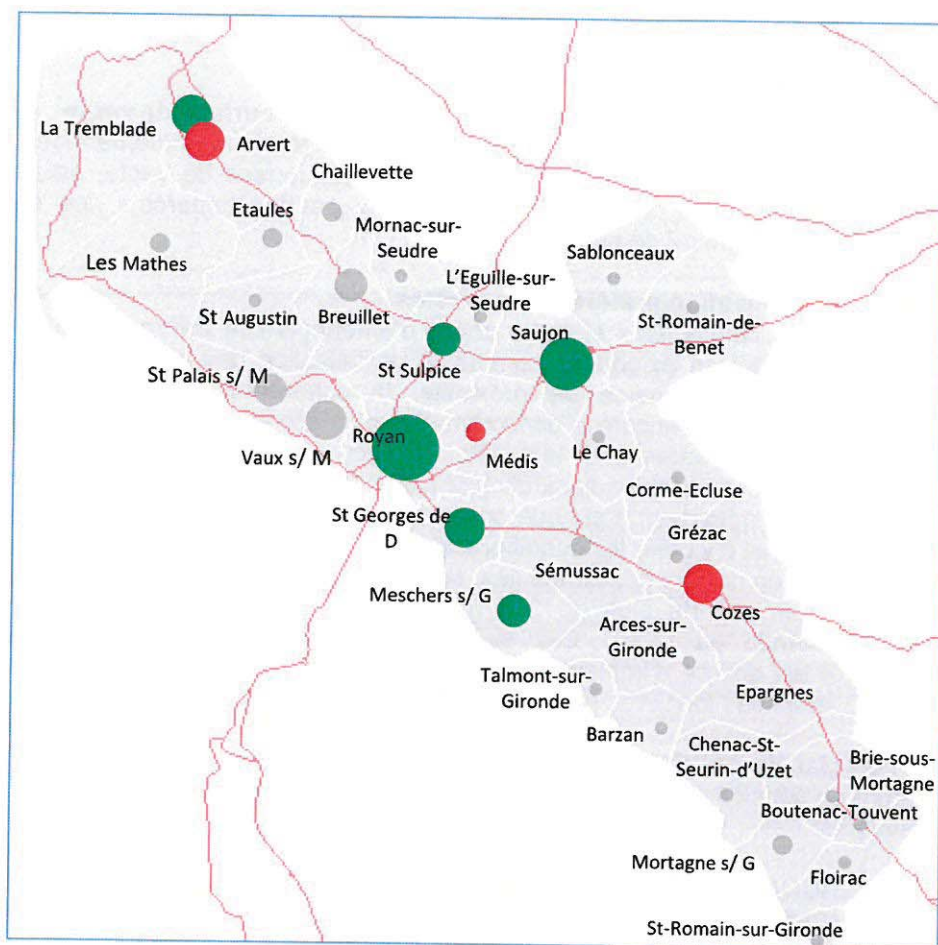 La Tremblade
Arvert
Chaillevette
Etaules
Mornac-sur-
Seudre
Les Mathes
L'Eguille-sur-
Seudre
Sablonceaux
St Augustin
Breuillet
Saujon
St-Romain-de-
Benet
St Sulpice
St Palais s/ M
Royan
Vaux s/ M
Médis
Le Chay
Corme-Ecluse
St Georges de
D
Grézac
Sémussac
Meschers s/ G
Cozes
Arces-sur-
Gironde
Talmont-sur-
Gironde
Epargnes
Barzan
Chenac-St-
Seurin-d'Uzet
Brie-sous-
Mortagne
Boutenac-Touvent
Mortagne s/ G
Floirac
St-Romain-sur-Gironde